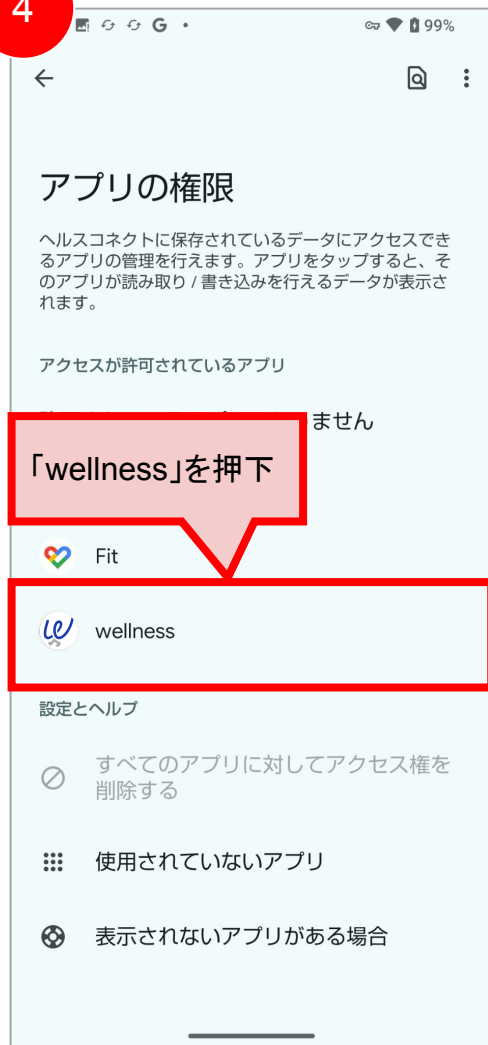 4
G
99%
アプリの権限
ヘルスコネクトに保存されているデータにアクセスでき
るアプリの管理を行えます。アプリをタップすると、そ
のアプリが読み取り / 書き込みを行えるデータが表示さ
れます。
アクセスが許可されているアプリ
ません
「wellness」を押下
Fit
wellness
設定とヘルプ
すべてのアプリに対してアクセス権を
削除する
使用されていないアプリ
表示されないアプリがある場合